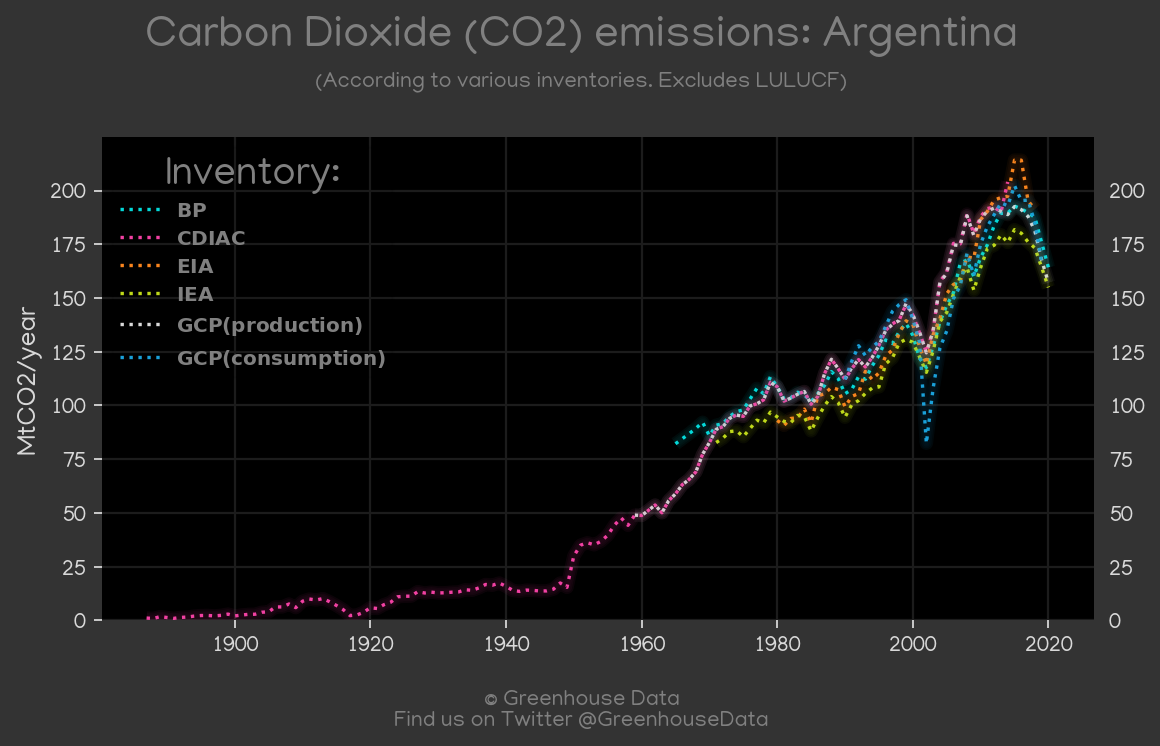 Carbon Dioxide (CO2) emissions: Argentina
(According to various inventories. Excludes LULUCF)
Inventory:
BP
CDIAC
EIA
IEA
GCP(production)
GCP(consumption)
MtCO2/year
200
175
150
125
100
75
50
25
0
200
175
150
125
100
75
50
25
0
1900
1920
1940
1960
1980
2000
2020
© Greenhouse Data
Find us on Twitter @GreenhouseData